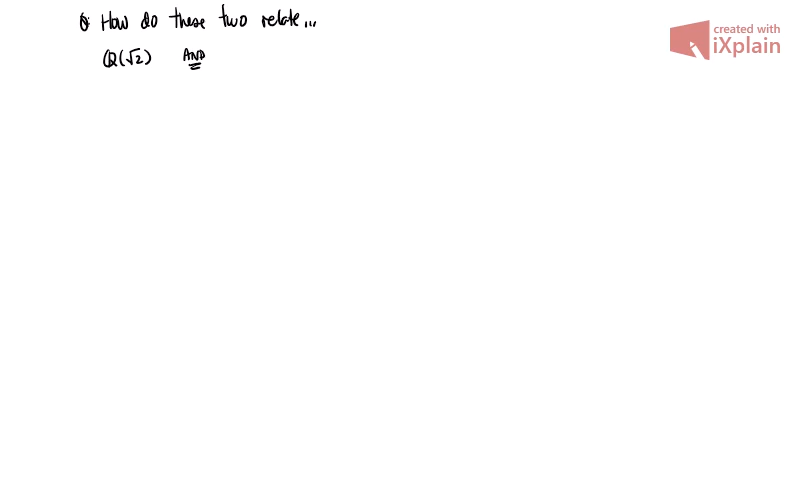 How do these two relate...
Q(√2) AND
created with
iXplain